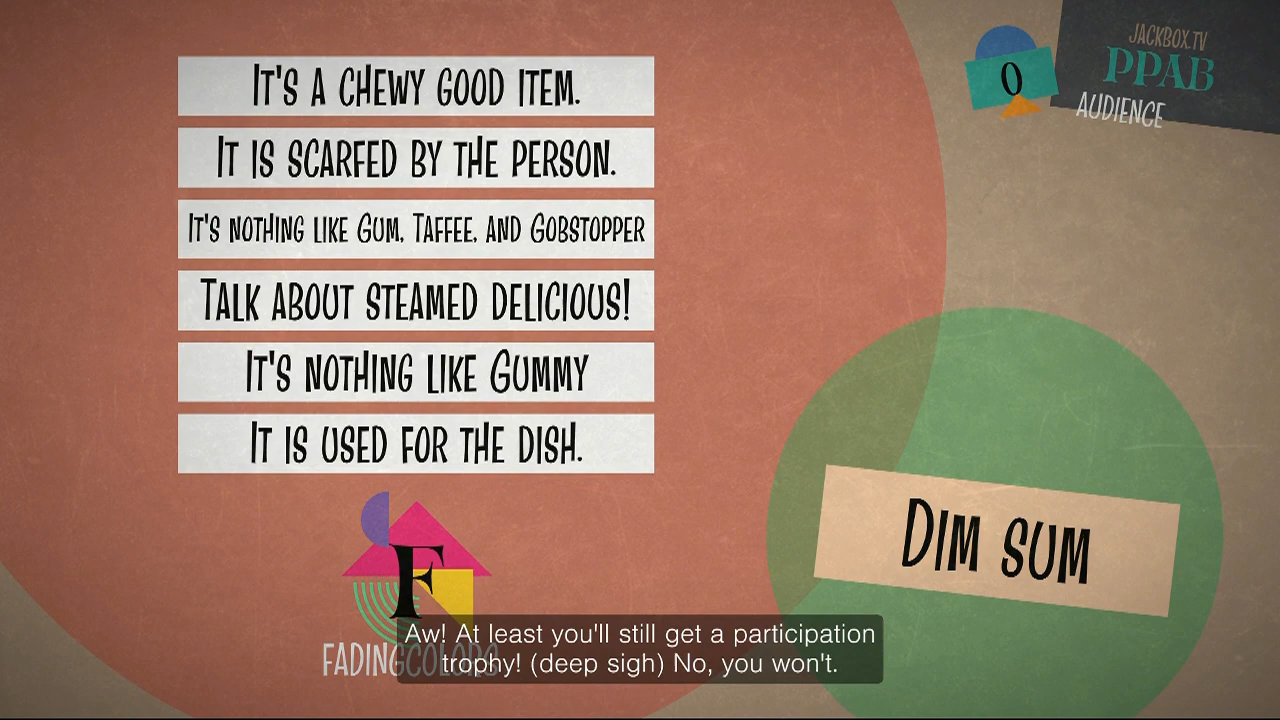 IT'S A CHEWY GOOD ITEM.
IT IS SCARFED BY THE PERSON.
IT'S NOTHING LIKE GUM, TAFFEE, AND GOBSTOPPER
TALK ABOUT STEAMED DELICIOUS!
IT'S NOTHING LIKE GUMMY
IT IS USED FOR THE DISH.
0
JACKBOX.TV
PPAB
AUDIENCE
DIM SUM
F
FADINGCOLORS
Aw! At least you'll still get a participation
trophy! (deep sigh) No, you won't.